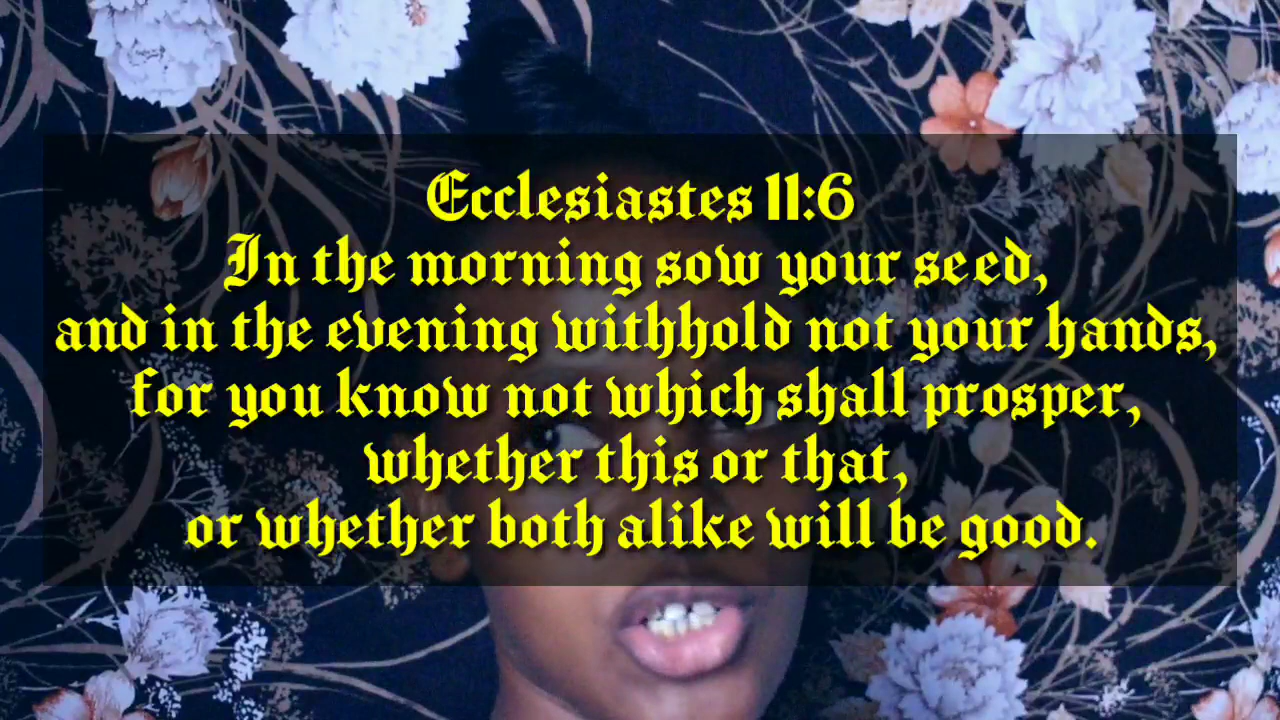 Ecclesiastes 11:6
In the morning sow your seed,
and in the evening withhold not your hands,
for you know not which shall prosper,
whether this or that,
or whether both alike will be good.